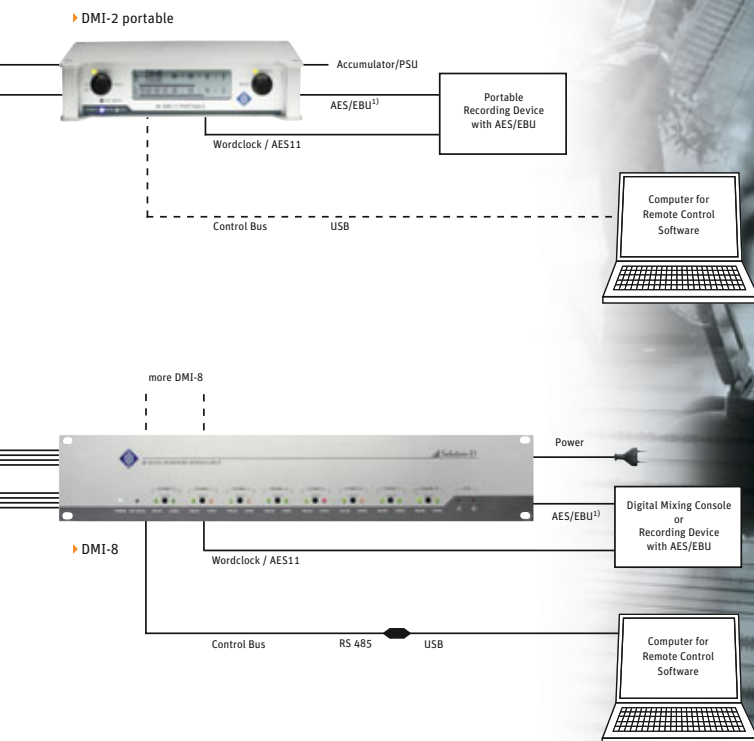 DMI-2 portable
Accumulator/PSU
AES/EBU1)
Portable
Recording Device
with AES/EBU
Wordclock / AES11
Computer for
Remote Control
Software
Control Bus
USB
more DMI-8
Solution-D
Power
AES/EBU1)
Digital Mixing Console
or
Recording Device
with AES/EBU
DMI-8
Wordclock / AES11
Control Bus
RS 485
USB
Computer for
Remote Control
Software